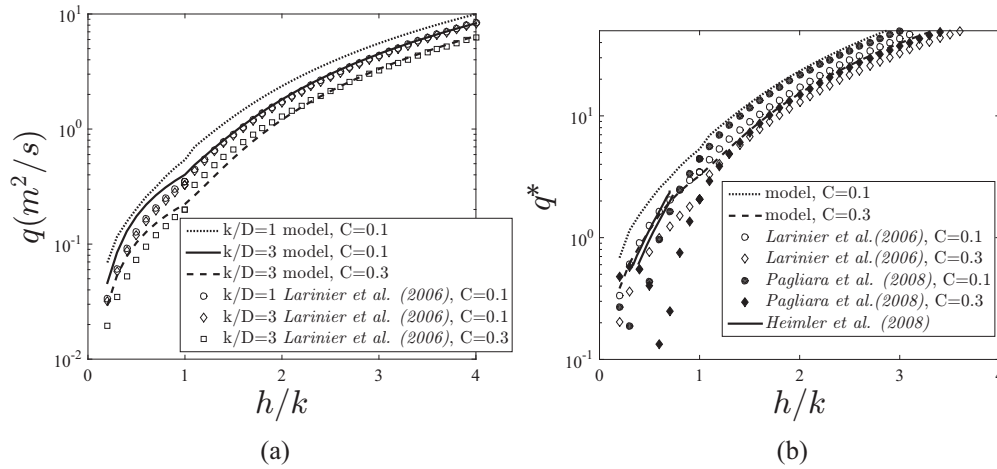 10^1
10^0
10^-1
10^-2
q(m^2/s)
0
1
2
3
4
h/k
k/D=1 model, C=0.1
k/D=3 model, C=0.1
k/D=3 model, C=0.3
k/D=1 Larinier et al. (2006), C=0.1
k/D=3 Larinier et al. (2006), C=0.1
k/D=3 Larinier et al. (2006), C=0.3
(a)
10^1
10^0
10^-1
q*
0
1
2
3
4
h/k
model, C=0.1
model, C=0.3
Larinier et al.(2006), C=0.1
Larinier et al.(2006), C=0.3
Pagliara et al.(2008), C=0.1
Pagliara et al.(2008), C=0.3
Heimler et al. (2008)
(b)